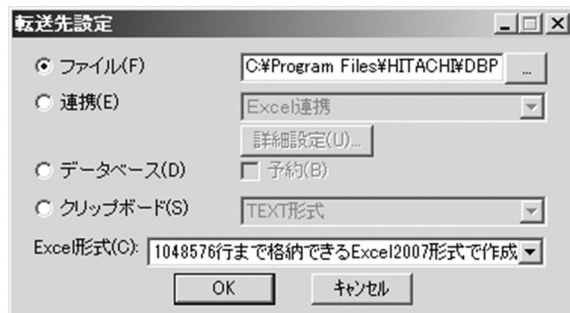 転送先設定
ファイル(F) C:¥Program Files¥HITACHI¥DBP ...
連携(E) Excel連携
詳細設定(U)...
データベース(D) 予約(B)
クリップボード(S) TEXT形式
Excel形式(C): 1048576行まで格納できるExcel2007形式で作成
OK キャンセル